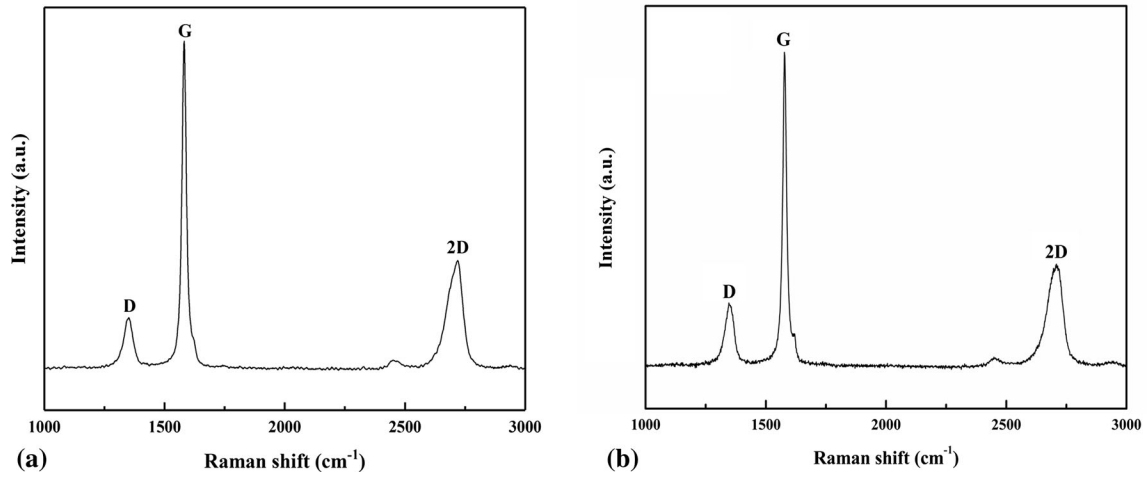 G
D
2D
Intensity (a.u.)
1000 1500 2000 2500 3000
Raman shift (cm-1)
(a)
G
D
2D
Intensity (a.u.)
1000 1500 2000 2500 3000
Raman shift (cm-1)
(b)